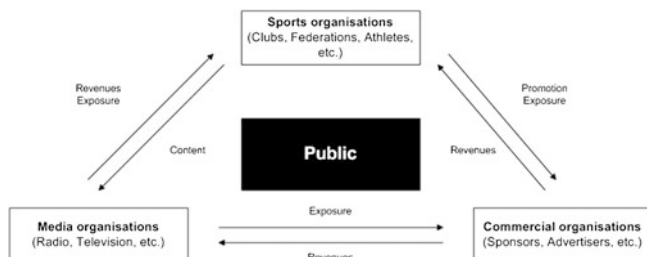 Sports organisations
(Clubs, Federations, Athletes,
etc.)
Revenues
Exposure
Promotion
Exposure
Content
Public
Revenues
Exposure
Media organisations
(Radio, Television, etc.)
Commercial organisations
(Sponsors, Advertisers, etc.)
Revenues